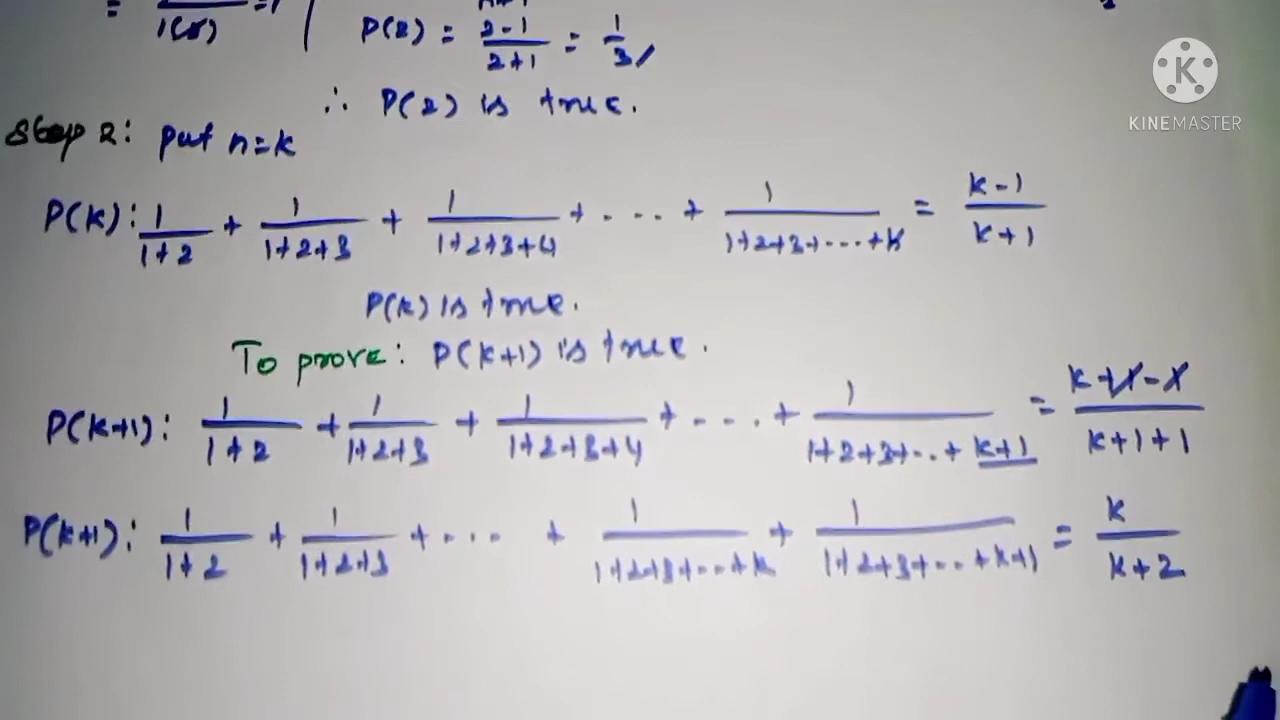 P(2) = 2-1/2+1 = 1/3
∴ P(2) is true.
KINEMASTER
Step 2: put n=k
P(k): 1/1+2 + 1/1+2+3 + 1/1+2+3+4 + .... + 1/1+2+3+....+k = k-1/k+1
P(k) is true.
To prove: P(k+1) is true.
P(k+1): 1/1+2 + 1/1+2+3 + 1/1+2+3+4 + .... + 1/1+2+3+..+k+1 = k+1-1/k+1+1
P(k+1): 1/1+2 + 1/1+2+3 + .... + 1/1+2+3+...+k + 1/1+2+3+..+k+1 = k/k+2